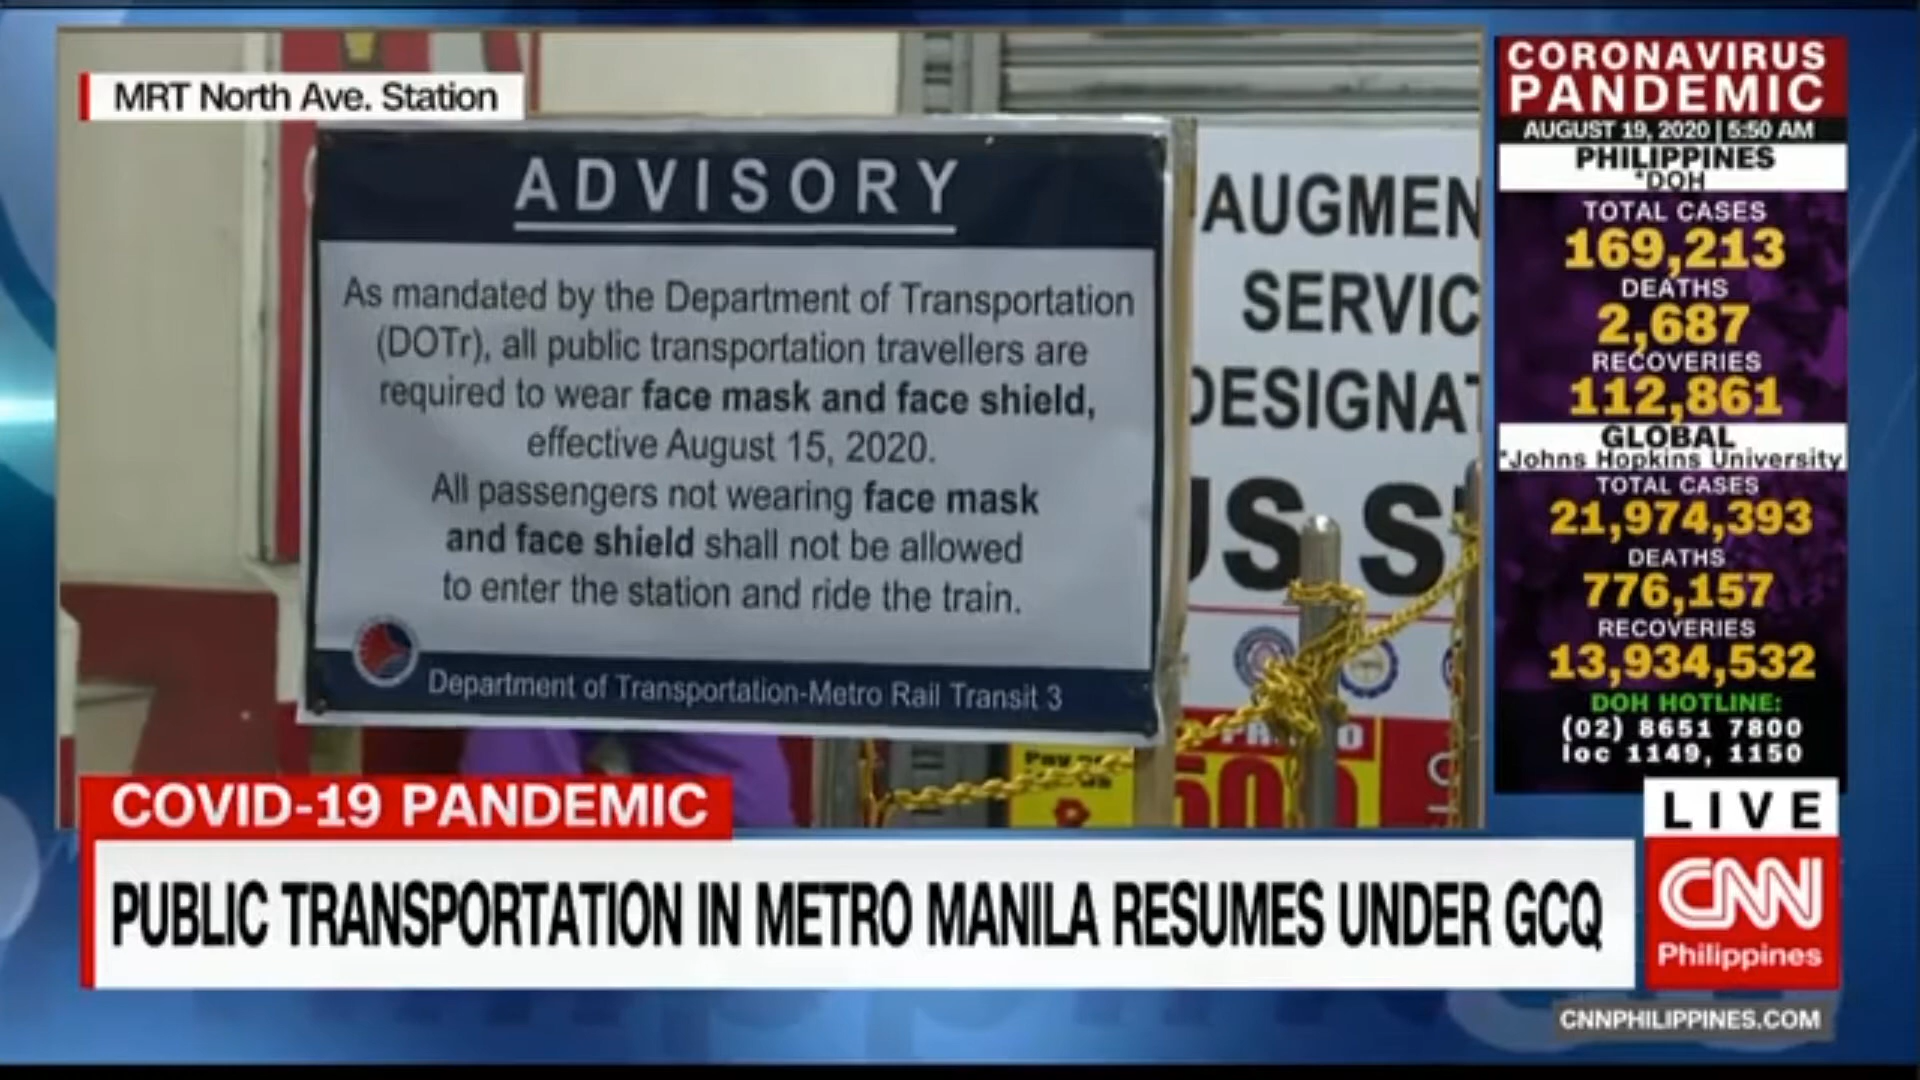 MRT North Ave. Station
ADVISORY
As mandated by the Department of Transportation
(DOTr), all public transportation travellers are
required to wear face mask and face shield,
effective August 15, 2020.
All passengers not wearing face mask
and face shield shall not be allowed
to enter the station and ride the train.
Department of Transportation-Metro Rail Transit 3
AUGMEN
SERVIC
DESIGNAT
US S
500
CORONAVIRUS
PANDEMIC
AUGUST 19, 2020 | 5:50 AM
PHILIPPINES
*DOH
TOTAL CASES
169,213
DEATHS
2,687
RECOVERIES
112,861
GLOBAL
*Johns Hopkins University
TOTAL CASES
21,974,393
DEATHS
776,157
RECOVERIES
13,934,532
DOH HOTLINE:
(02) 8651 7800
loc 1149, 1150
COVID-19 PANDEMIC
PUBLIC TRANSPORTATION IN METRO MANILA RESUMES UNDER GCQ
LIVE
CNN
Philippines
CNNPHILIPPINES.COM